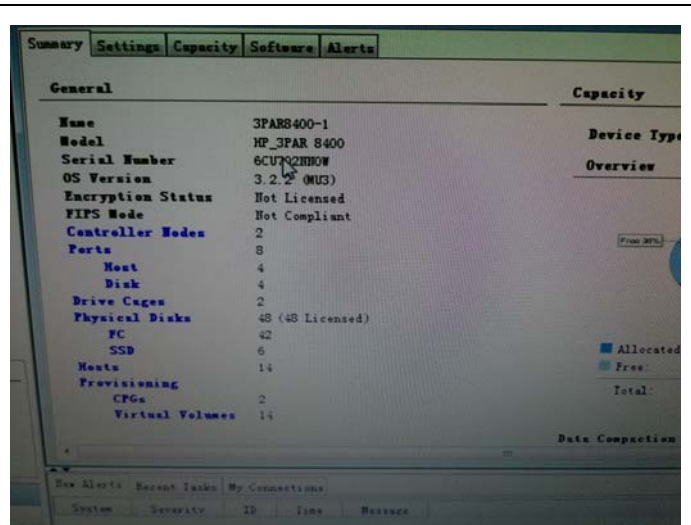 Summary Settings Capacity Software Alerts
General
Name 3PAR8400-1
Model HP_3PAR 8400
Serial Number
OS Version 3.2.2 (MU3)
Encryption Status Not Licensed
FIPS Mode Not Compliant
Controller Nodes 2
Ports 8
Host 4
Disk 4
Drive Cages 2
Physical Disks 48 (48 Licensed)
FC 42
SSD 6
Hosts 14
Provisioning
CPGs 2
Virtual Volumes 14
Capacity
Device Type
Overview
Free 30%
Allocated
Free:
Total:
Data Compaction
New Alerts Recent Tasks My Connections
System Severity ID Time Message